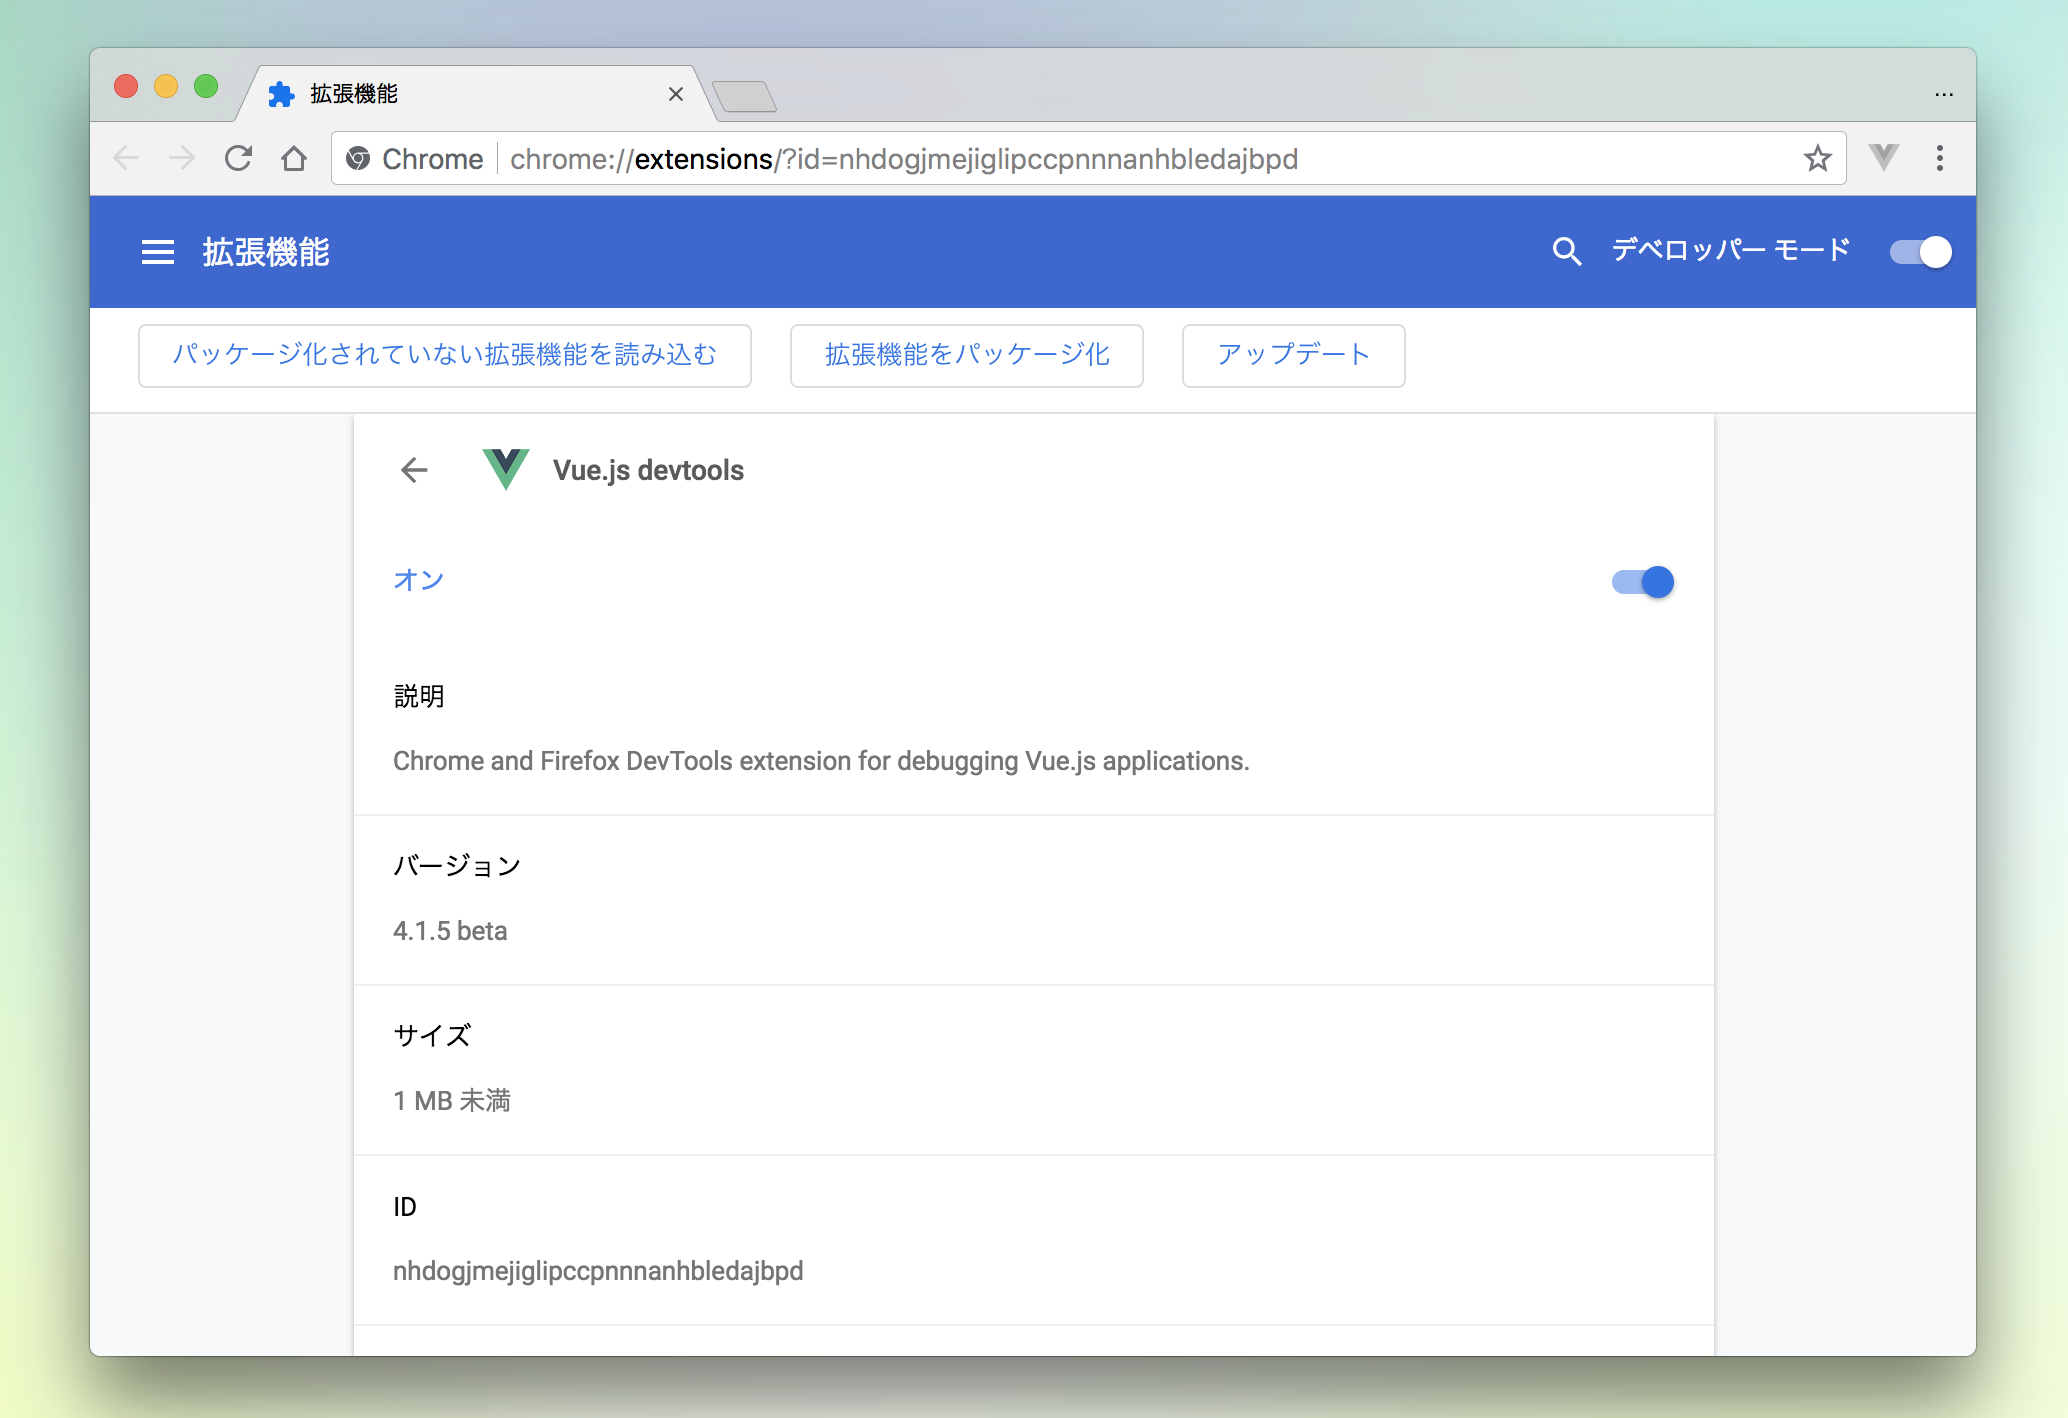 拡張機能
Chrome chrome://extensions/?id=nhdogjmejiglipccpnnnanhbledajbpd
拡張機能 デベロッパー モード
パッケージ化されていない拡張機能を読み込む 拡張機能をパッケージ化 アップデート
Vue.js devtools
オン
説明
Chrome and Firefox DevTools extension for debugging Vue.js applications.
バージョン
4.1.5 beta
サイズ
1 MB 未満
ID
nhdogjmejiglipccpnnnanhbledajbpd